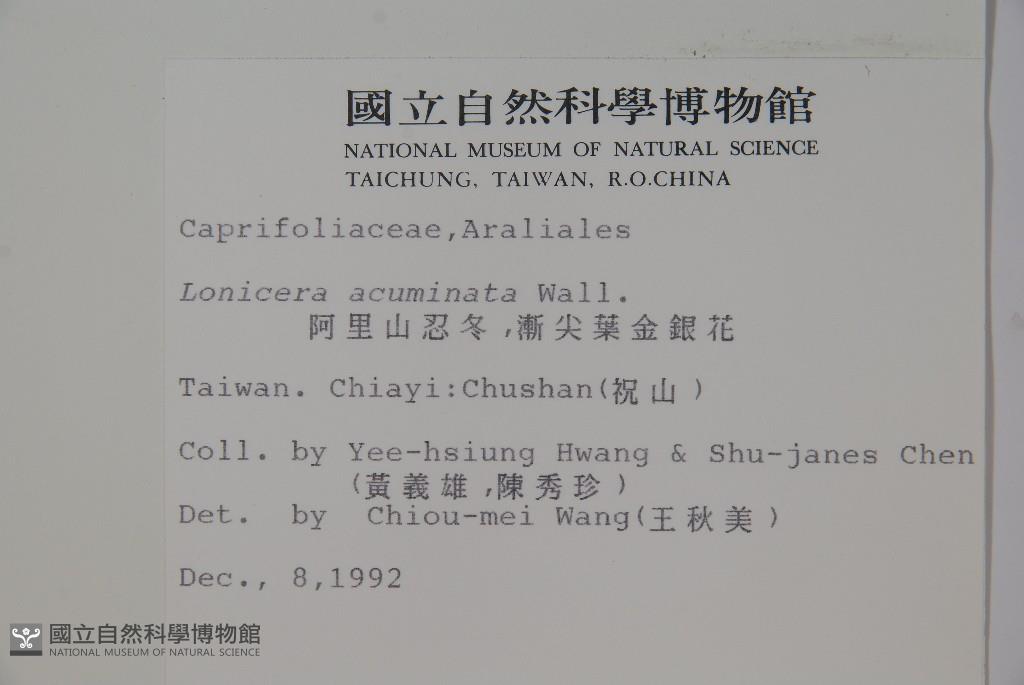 國立自然科學博物館
NATIONAL MUSEUM OF NATURAL SCIENCE
TAICHUNG, TAIWAN, R.O.CHINA
Caprifoliaceae,Araliales
Lonicera acuminata Wall.
阿里山忍冬,漸尖葉金銀花
Taiwan. Chiayi:Chushan(祝山)
Coll. by Yee-hsiung Hwang & Shu-janes Chen
(黃義雄,陳秀珍)
Det. by Chiou-mei Wang(王秋美)
Dec., 8,1992
國立自然科學博物館
NATIONAL MUSEUM OF NATURAL SCIENCE